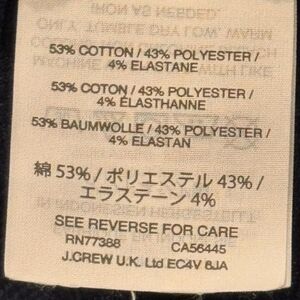 53% COTTON / 43% POLYESTER /
4% ELASTANE
53% COTON / 43% POLYESTER /
4% ELASTHANNE
53% BAUMWOLLE / 43% POLYESTER /
4% ELASTAN
綿 53% / ポリエステル 43% /
エラステーン 4%
SEE REVERSE FOR CARE
RN77388 CA56445
J.CREW U.K. Ltd EC4V 6JA